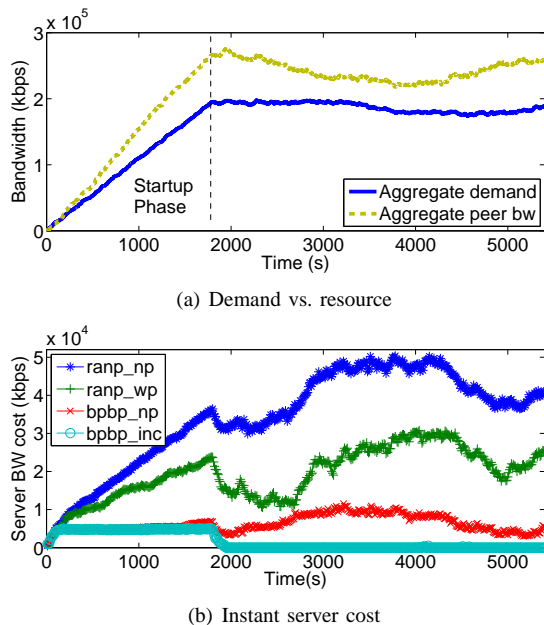 x 10^5
3
2
1
0
Bandwidth (kbps)
Startup
Phase
Aggregate demand
Aggregate peer bw
0 1000 2000 3000 4000 5000
Time (s)
(a) Demand vs. resource
x 10^4
5
4
3
2
1
0
Server BW cost (kbps)
ranp_np
ranp_wp
bpbp_np
bpbp_inc
0 1000 2000 3000 4000 5000
Time(s)
(b) Instant server cost